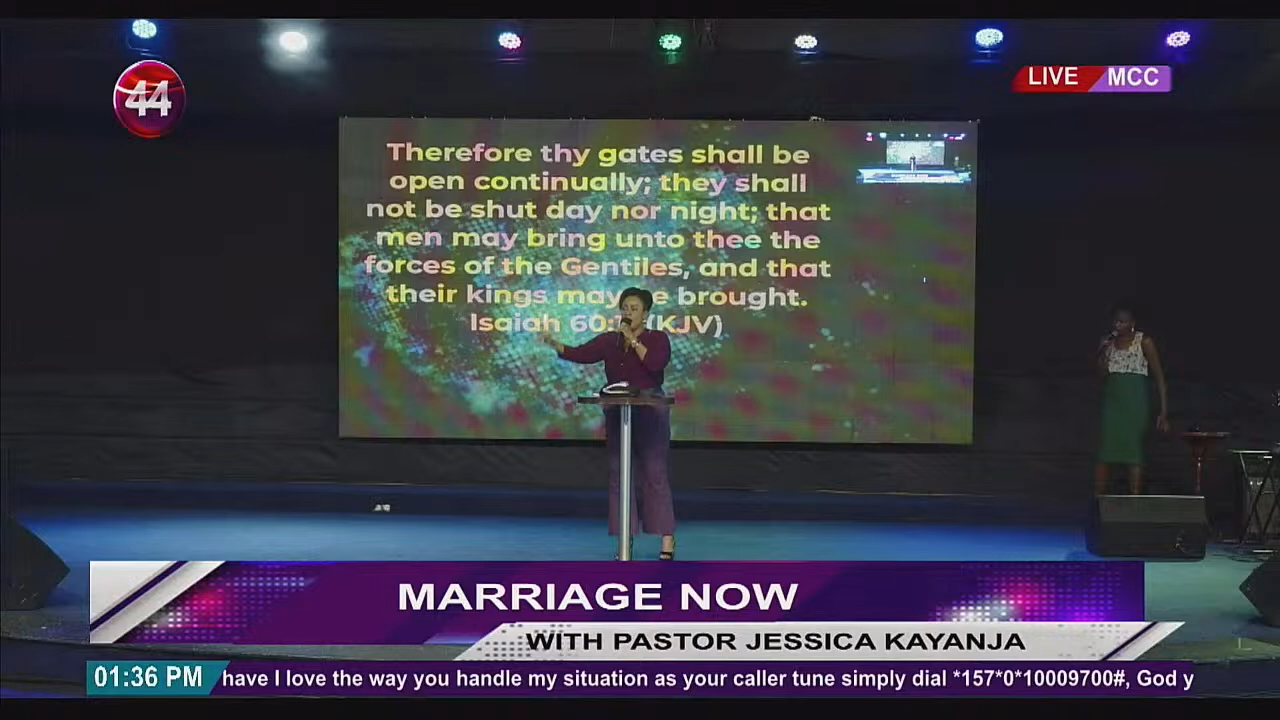 44
LIVE MCC
Therefore thy gates shall be
open continually; they shall
not be shut day nor night; that
men may bring unto thee the
forces of the Gentiles, and that
their kings may be brought.
Isaiah 60: (KJV)
MARRIAGE NOW
WITH PASTOR JESSICA KAYANJA
01:36 PM have I love the way you handle my situation as your caller tune simply dial *157*0*10009700#, God y